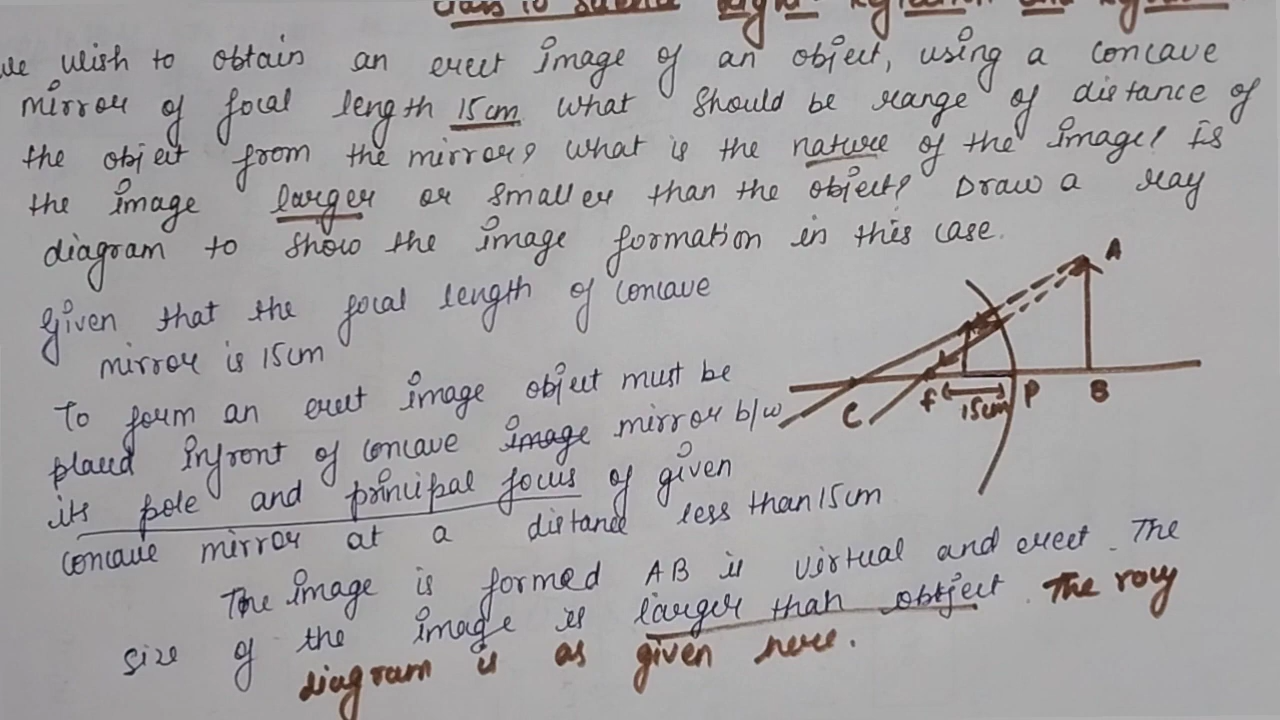 Class 10 Science Light Reflection and
we wish to obtain an erect image of an object, using a concave
mirror of focal length 15cm what should be range of distance of
the object from the mirror? what is the nature of the image? Is
the image larger or smaller than the object? Draw a ray
diagram to show the image formation in this case.
Given that the focal length of concave
mirror is 15cm
To form an erect image object must be
placed infront of concave image mirror b/w
its pole and principal focus of given
concave mirror at a distance less than 15cm
The image is formed AB is virtual and erect. The
size of the image is larger than object. The ray
diagram is as given here.
A
C
F
15cm
P
B